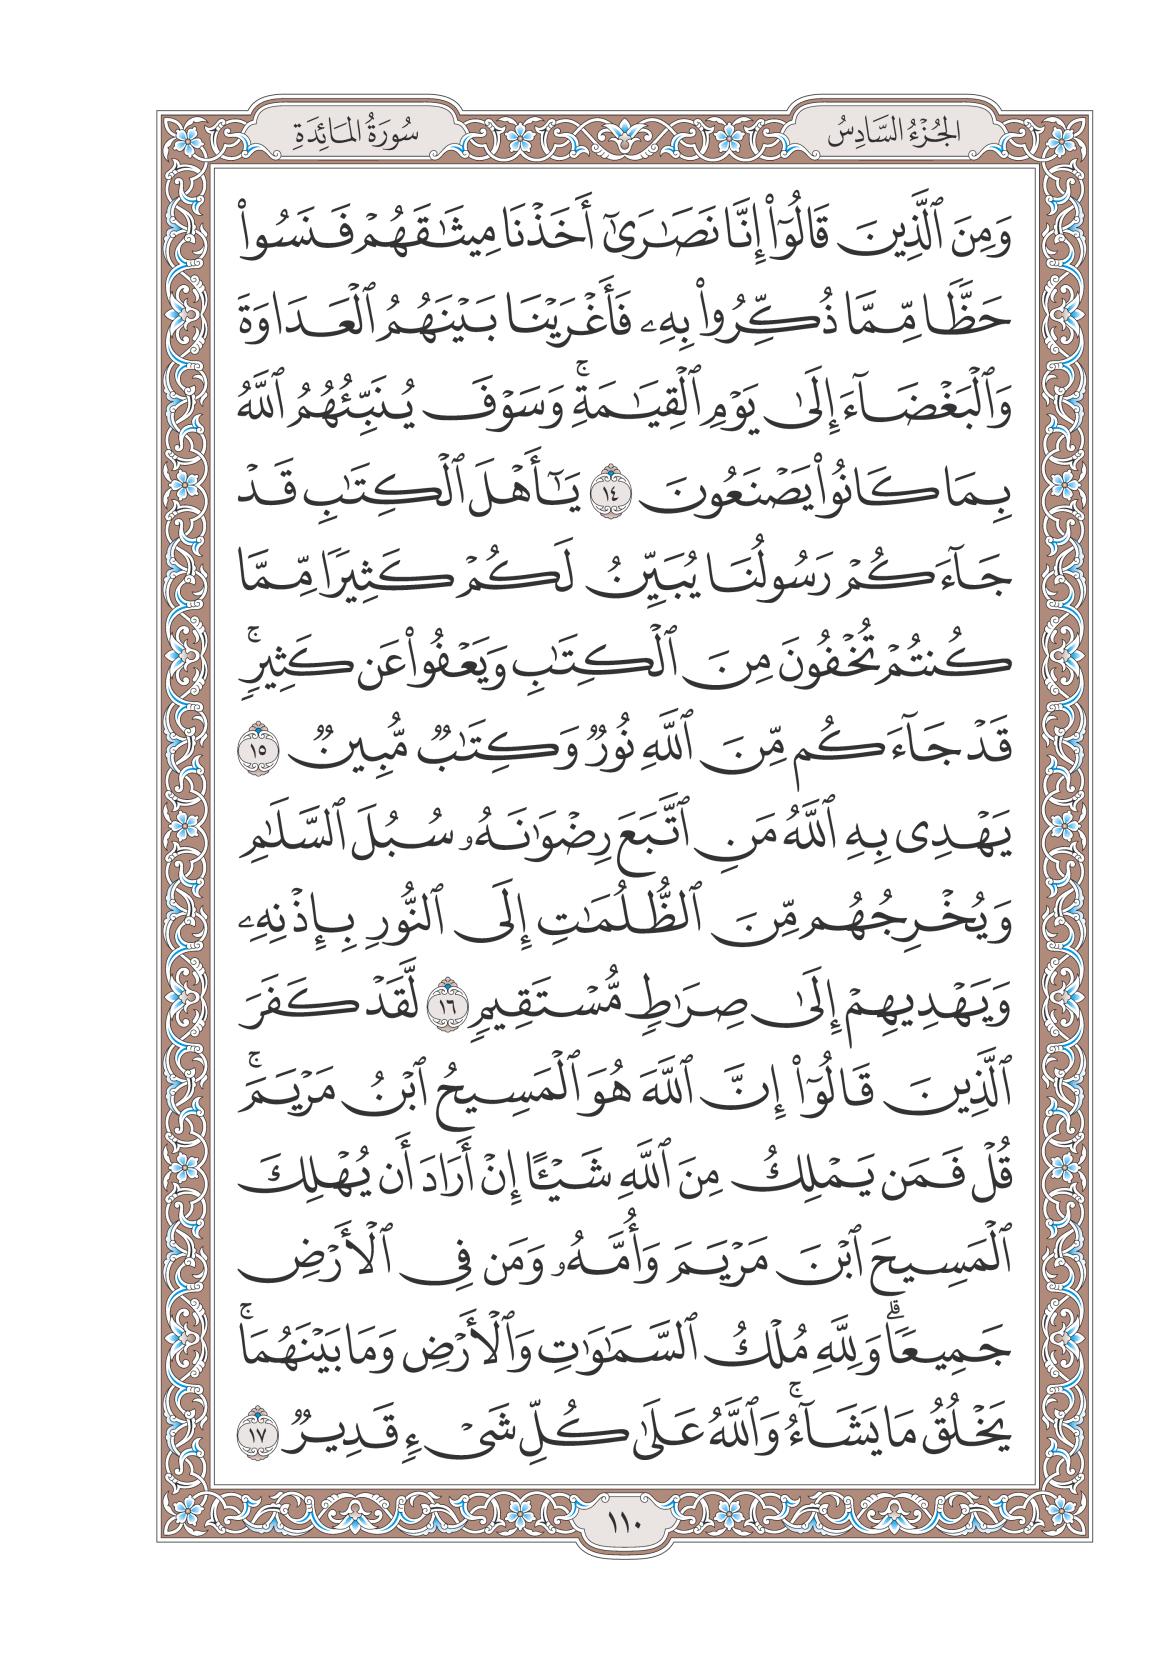 الجُزْءُ السَّادِسُ
سُورَةُ المَائِدَةِ
وَمِنَ ٱلَّذِينَ قَالُوٓا۟ إِنَّا نَصَـٰرَىٰٓ أَخَذْنَا مِيثَـٰقَهُمْ فَنَسُوا۟
حَظًّا مِّمَّا ذُكِّرُوا۟ بِهِۦ فَأَغْرَيْنَا بَيْنَهُمُ ٱلْعَدَاوَةَ
وَٱلْبَغْضَآءَ إِلَىٰ يَوْمِ ٱلْقِيَـٰمَةِۚ وَسَوْفَ يُنَبِّئُهُمُ ٱللَّهُ
بِمَا كَانُوا۟ يَصْنَعُونَ ١٤ يَـٰٓأَهْلَ ٱلْكِتَـٰبِ قَدْ
جَآءَكُمْ رَسُولُنَا يُبَيِّنُ لَكُمْ كَثِيرًا مِّمَّا
كُنتُمْ تُخْفُونَ مِنَ ٱلْكِتَـٰبِ وَيَعْفُوا۟ عَن كَثِيرٍۚ
قَدْ جَآءَكُم مِّنَ ٱللَّهِ نُورٌ وَكِتَـٰبٌ مُّبِينٌ ١٥
يَهْدِى بِهِ ٱللَّهُ مَنِ ٱتَّبَعَ رِضْوَٰنَهُۥ سُبُلَ ٱلسَّلَـٰمِ
وَيُخْرِجُهُم مِّنَ ٱلظُّلُمَـٰتِ إِلَى ٱلنُّورِ بِإِذْنِهِۦ
وَيَهْدِيهِمْ إِلَىٰ صِرَٰطٍ مُّسْتَقِيمٍ ١٦ لَّقَدْ كَفَرَ
ٱلَّذِينَ قَالُوٓا۟ إِنَّ ٱللَّهَ هُوَ ٱلْمَسِيحُ ٱبْنُ مَرْيَمَۚ
قُلْ فَمَن يَمْلِكُ مِنَ ٱللَّهِ شَيْـًٔا إِنْ أَرَادَ أَن يُهْلِكَ
ٱلْمَسِيحَ ٱبْنَ مَرْيَمَ وَأُمَّهُۥ وَمَن فِى ٱلْأَرْضِ
جَمِيعًاۗ وَلِلَّهِ مُلْكُ ٱلسَّمَـٰوَٰتِ وَٱلْأَرْضِ وَمَا بَيْنَهُمَاۚ
يَخْلُقُ مَا يَشَآءُۚ وَٱللَّهُ عَلَىٰ كُلِّ شَىْءٍ قَدِيرٌ ١٧
١١٠